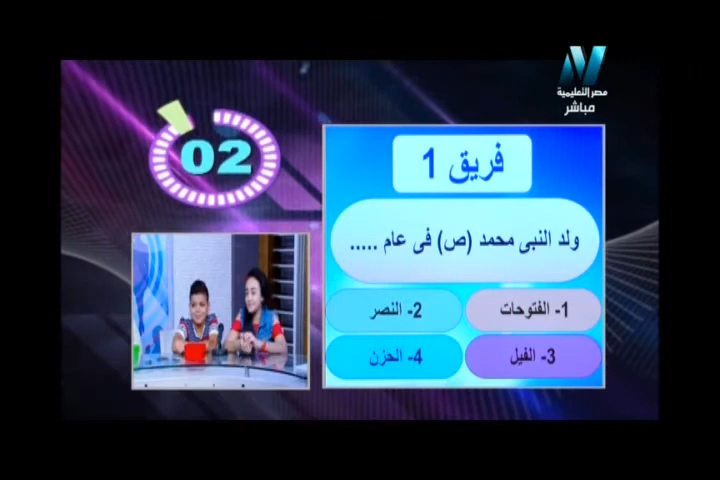 مصر التعليمية
مباشر
02
فريق 1
ولد النبى محمد (ص) فى عام .....
1- الفتوحات
2- النصر
3- الفيل
4- الحزن